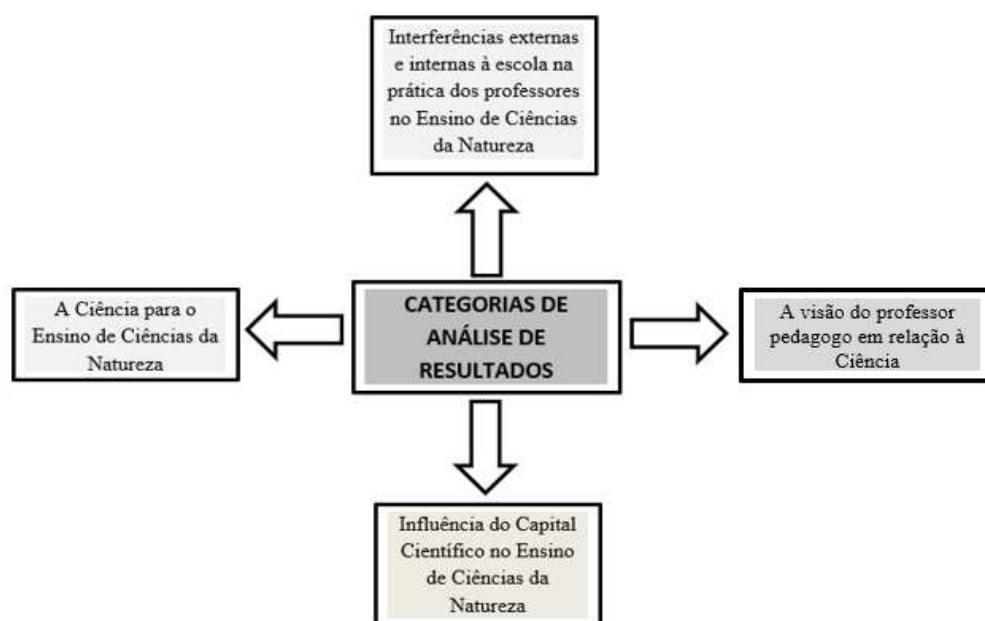 Interferências externas
e internas à escola na
prática dos professores
no Ensino de Ciências
da Natureza
A Ciência para o
Ensino de Ciências da
Natureza
CATEGORIAS DE
ANÁLISE DE
RESULTADOS
A visão do professor
pedagogo em relação à
Ciência
Influência do Capital
Científico no Ensino
de Ciências da
Natureza